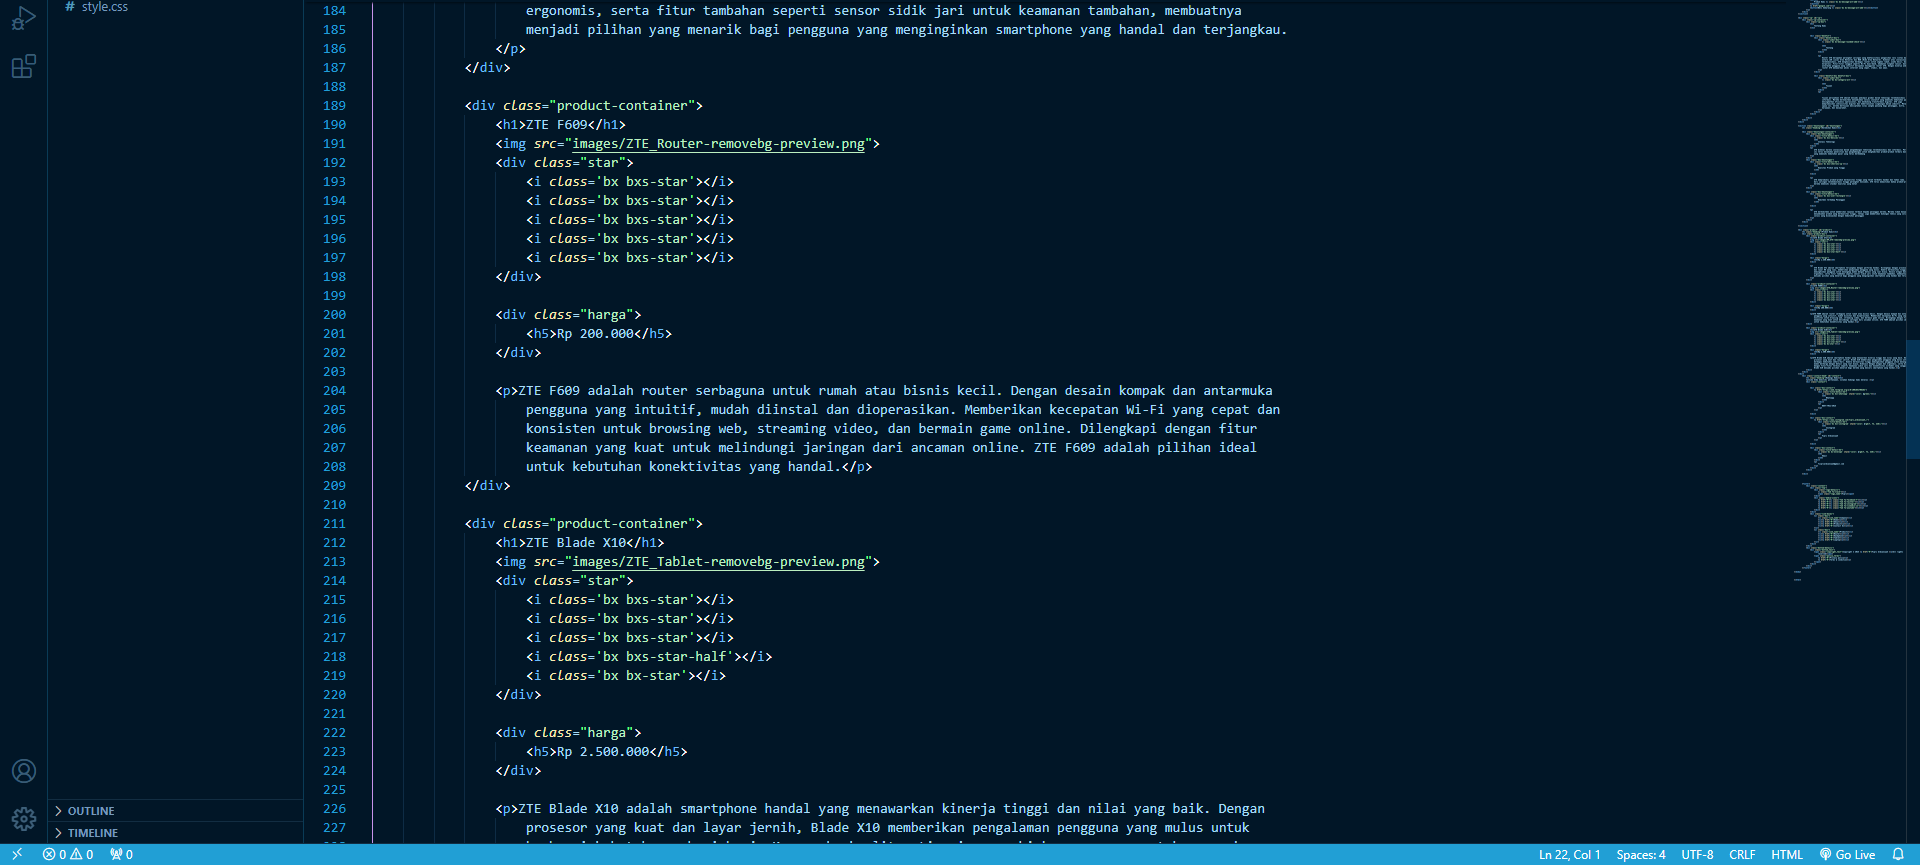 # style.css
184 ergonomis, serta fitur tambahan seperti sensor sidik jari untuk keamanan tambahan, membuatnya
185 menjadi pilihan yang menarik bagi pengguna yang menginginkan smartphone yang handal dan terjangkau.
186 </p>
187 </div>
188
189 <div class="product-container">
190 <h1>ZTE F609</h1>
191 <img src="images/ZTE_Router-removebg-preview.png">
192 <div class="star">
193 <i class='bx bxs-star'></i>
194 <i class='bx bxs-star'></i>
195 <i class='bx bxs-star'></i>
196 <i class='bx bxs-star'></i>
197 <i class='bx bxs-star'></i>
198 </div>
199
200 <div class="harga">
201 <h5>Rp 200.000</h5>
202 </div>
203
204 <p>ZTE F609 adalah router serbaguna untuk rumah atau bisnis kecil. Dengan desain kompak dan antarmuka
205 pengguna yang intuitif, mudah diinstal dan dioperasikan. Memberikan kecepatan Wi-Fi yang cepat dan
206 konsisten untuk browsing web, streaming video, dan bermain game online. Dilengkapi dengan fitur
207 keamanan yang kuat untuk melindungi jaringan dari ancaman online. ZTE F609 adalah pilihan ideal
208 untuk kebutuhan konektivitas yang handal.</p>
209 </div>
210
211 <div class="product-container">
212 <h1>ZTE Blade X10</h1>
213 <img src="images/ZTE_Tablet-removebg-preview.png">
214 <div class="star">
215 <i class='bx bxs-star'></i>
216 <i class='bx bxs-star'></i>
217 <i class='bx bxs-star'></i>
218 <i class='bx bxs-star-half'></i>
219 <i class='bx bx-star'></i>
220 </div>
221
222 <div class="harga">
223 <h5>Rp 2.500.000</h5>
224 </div>
225
226 <p>ZTE Blade X10 adalah smartphone handal yang menawarkan kinerja tinggi dan nilai yang baik. Dengan
227 prosesor yang kuat dan layar jernih, Blade X10 memberikan pengalaman pengguna yang mulus untuk
OUTLINE
TIMELINE
0 0 0 Ln 22, Col 1 Spaces: 4 UTF-8 CRLF HTML Go Live